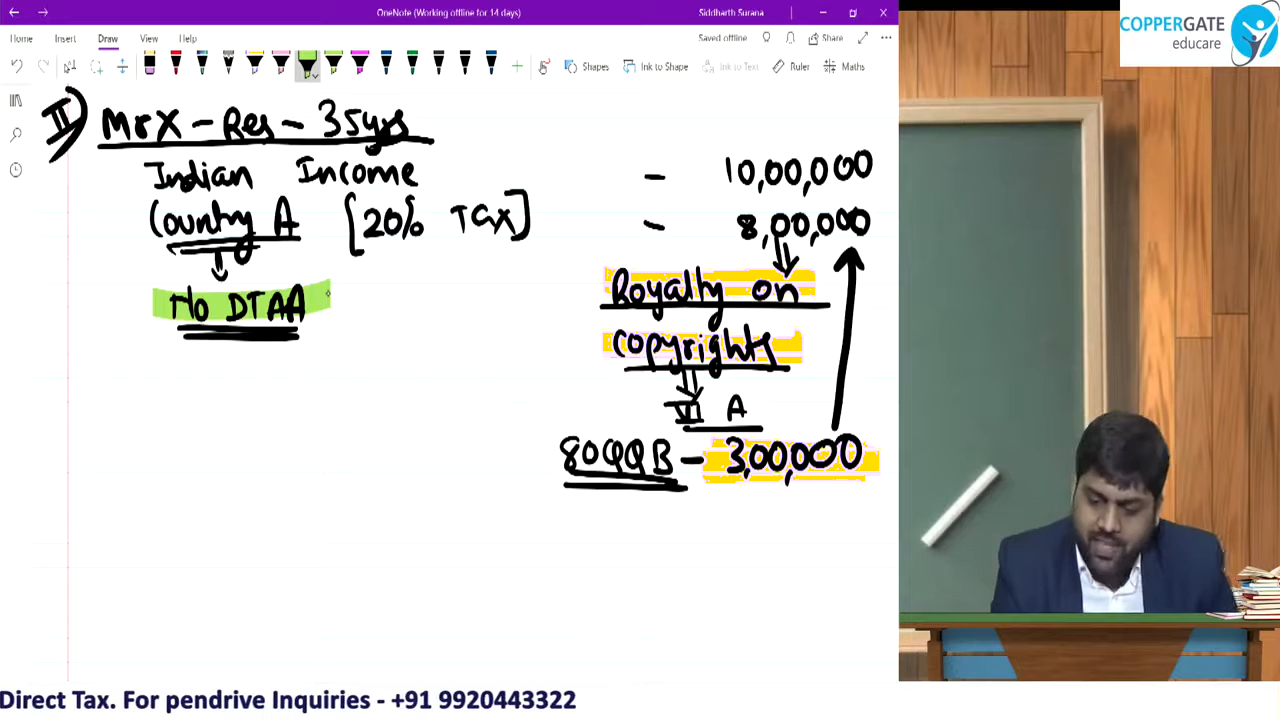 OneNote (Working offline for 14 days)
Siddharth Surana
Home Insert Draw View Help
Saved offline
Share
Shapes
Ink to Shape
Ink to Text
Ruler
Maths
COPPERGATE
educare
II) Mr X - Res - 35yrs
Indian Income - 10,00,000
Country A [20% Tax] - 8,00,000
No DTAA
Royalty on
copyrights
VI A
80QQB - 3,00,000
Direct Tax. For pendrive Inquiries - +91 9920443322